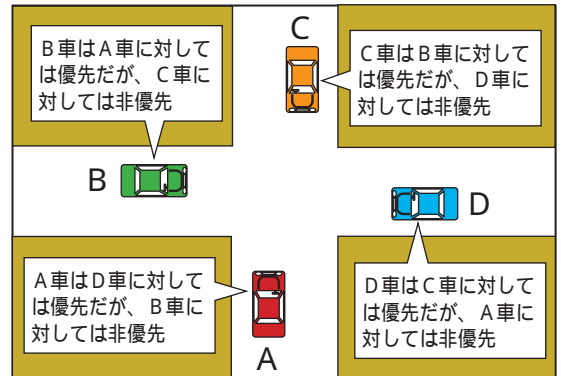 B車はA車に対して
は優先だが、C車に
対しては非優先
C
C車はB車に対して
は優先だが、D車に
対しては非優先
B
D
A車はD車に対して
は優先だが、B車に
対しては非優先
A
D車はC車に対して
は優先だが、A車に
対しては非優先